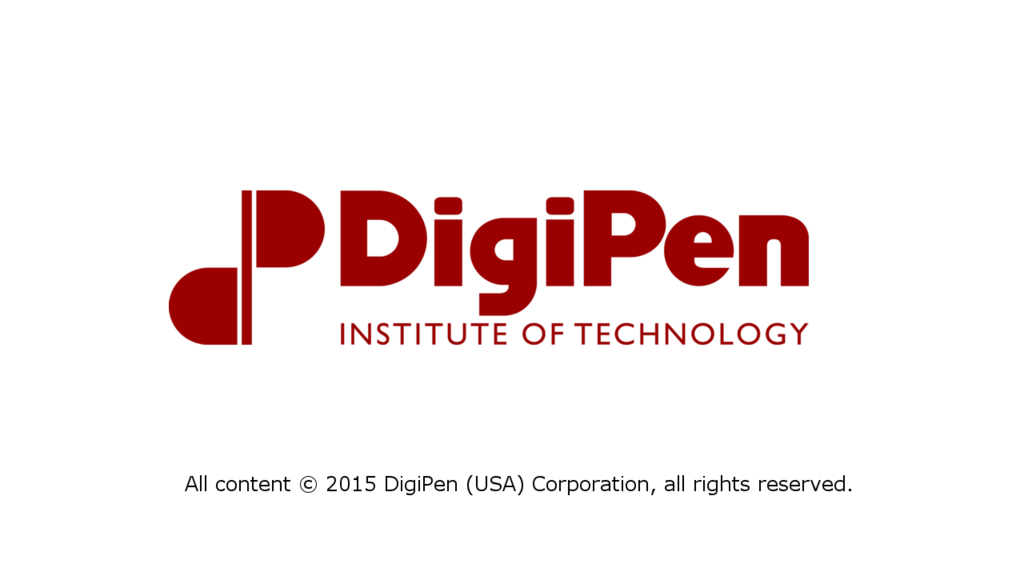 DigiPen
INSTITUTE OF TECHNOLOGY
All content © 2015 DigiPen (USA) Corporation, all rights reserved.